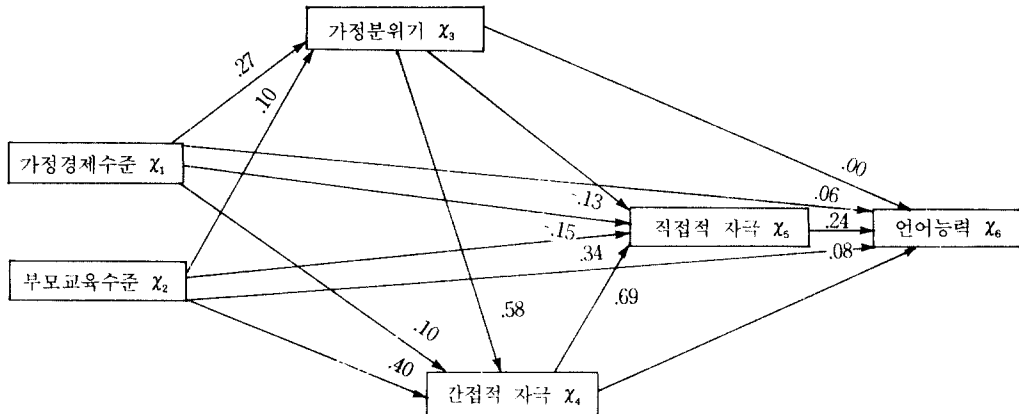 가정분위기 χ₃
.27
.10
가정경제수준 χ₁
.00
.06
-.13
직접적 자극 χ₅
.24
언어능력 χ₆
-.15
.34
.08
부모교육수준 χ₂
.58
.69
.10
.40
간접적 자극 χ₄